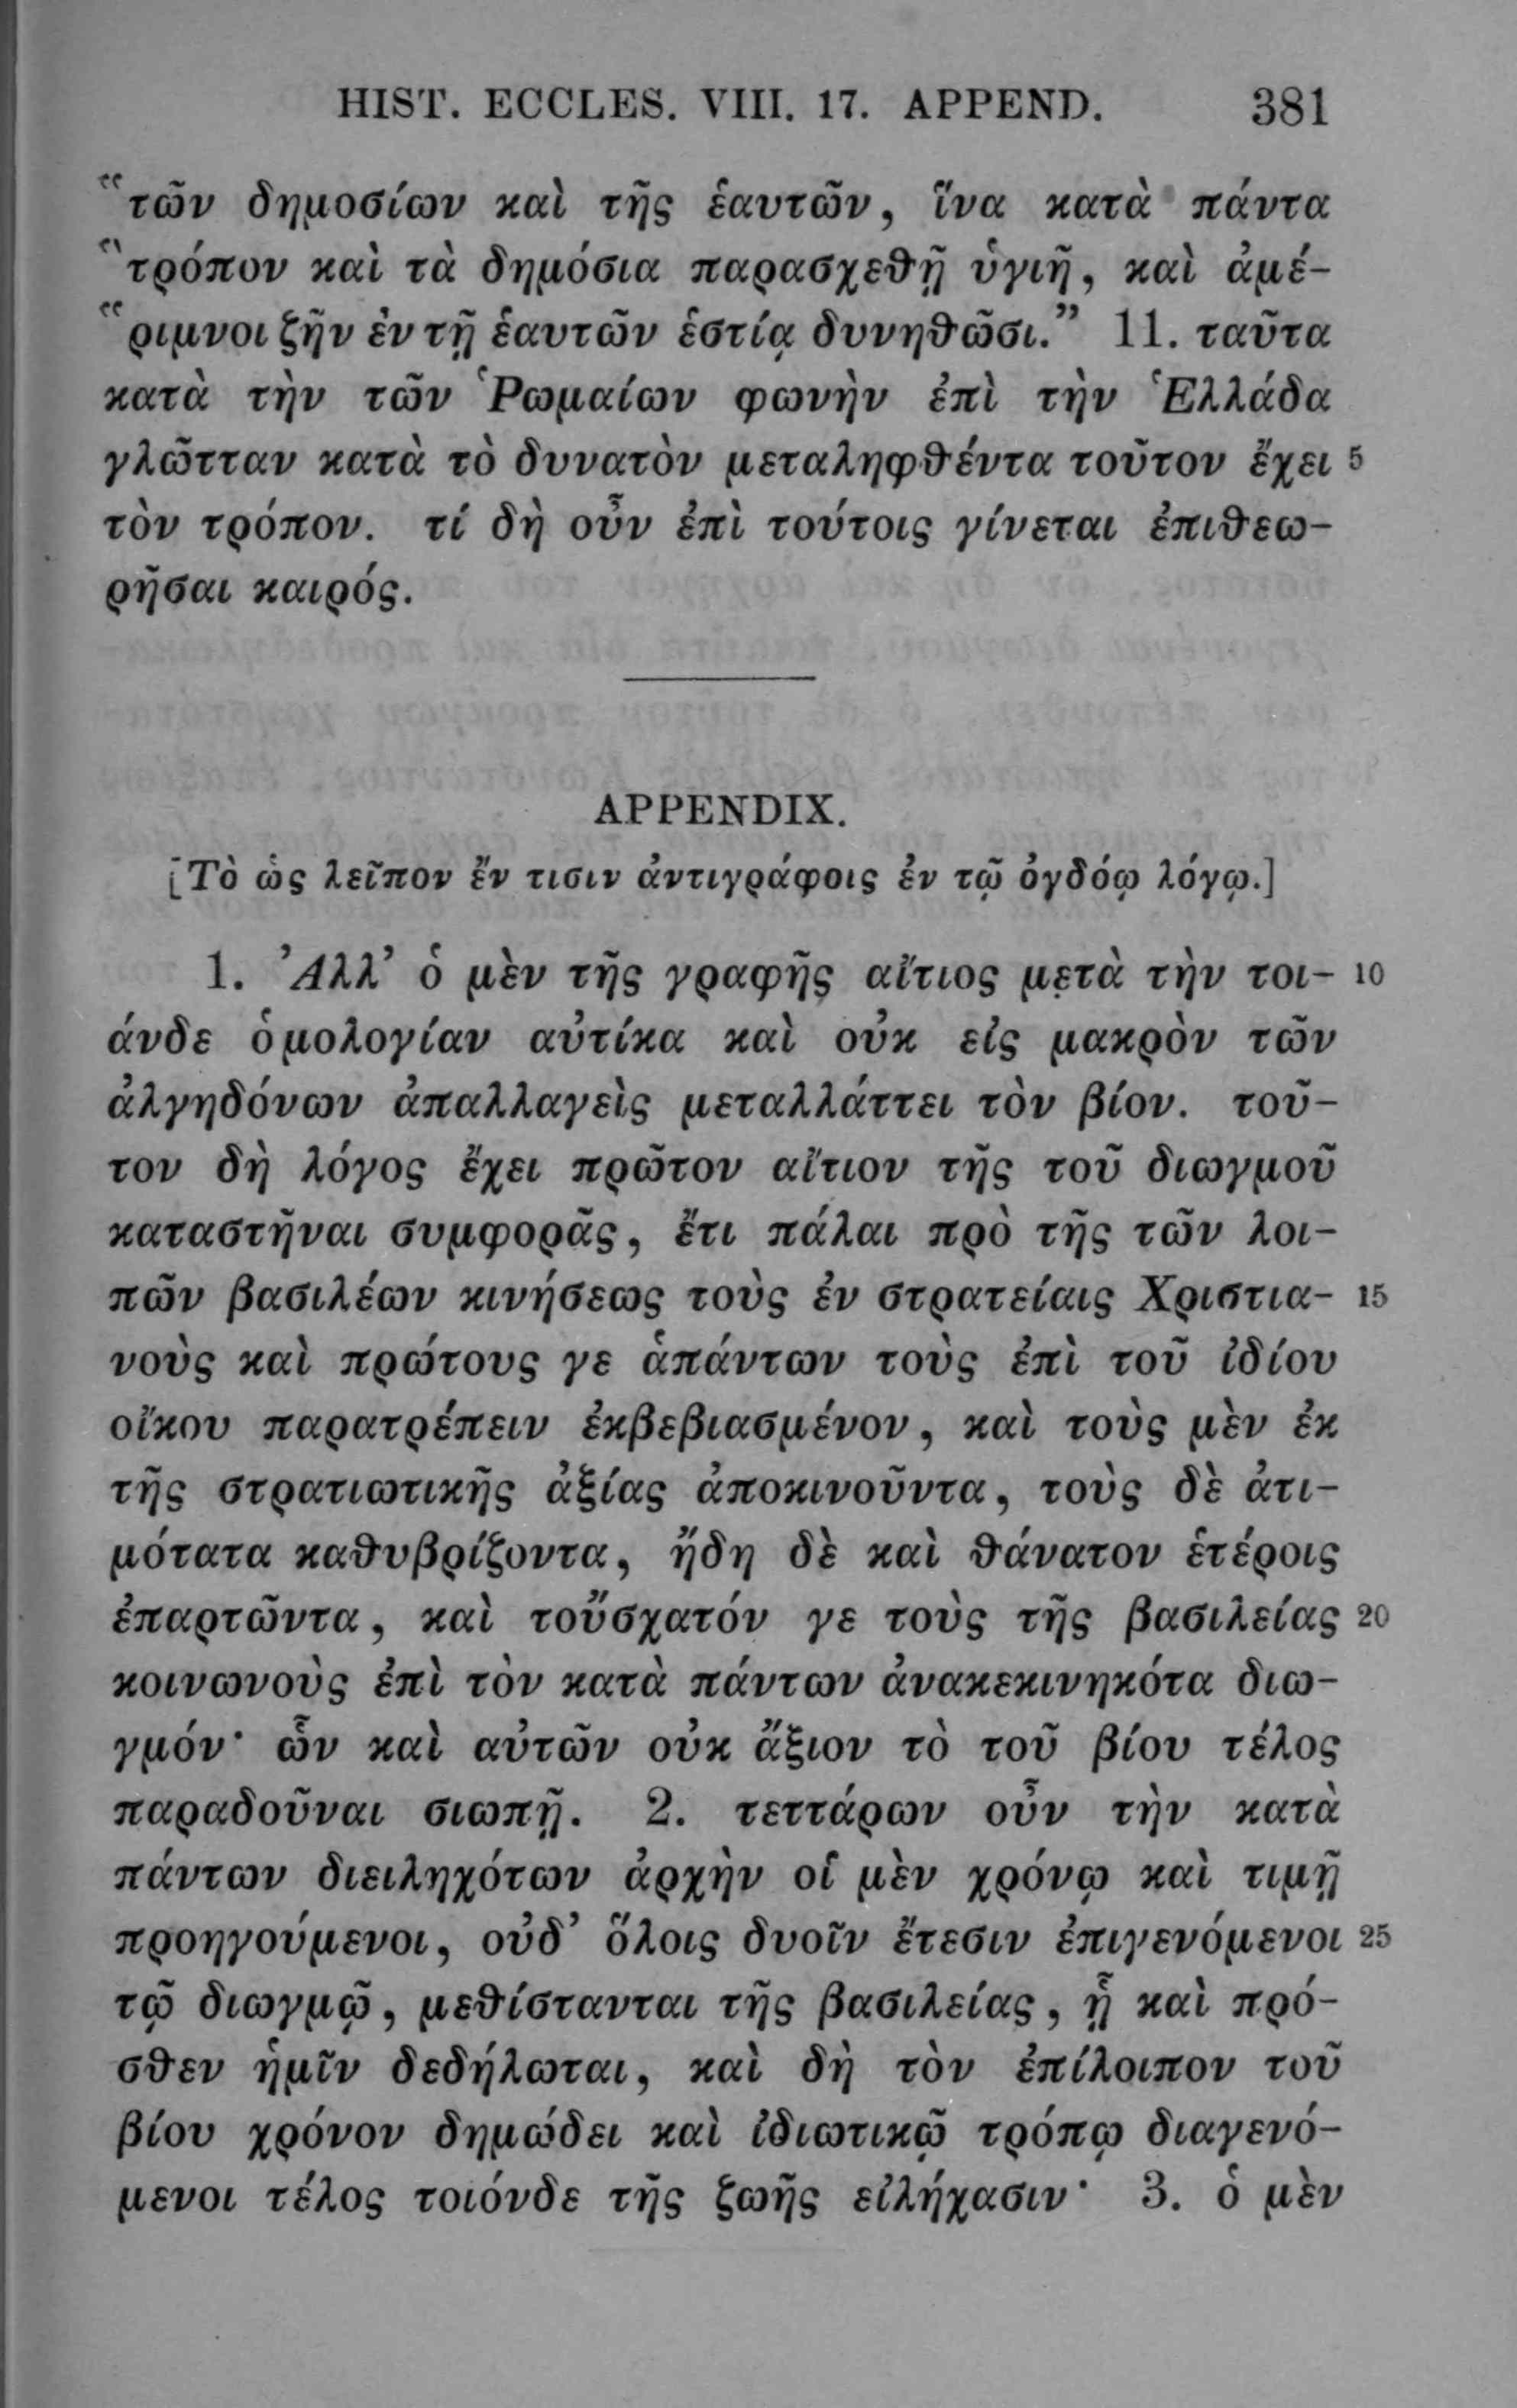 HIST. ECCLES. VIII. 17. APPEND. 381
“τῶν δημοσίων καὶ τῆς ἑαυτῶν, ἵνα κατὰ πάντα
“τρόπον καὶ τὰ δημόσια παρασχεθῇ ὑγιῆ, καὶ ἀμέ-
“ριμνοι ζῆν ἐν τῇ ἑαυτῶν ἑστίᾳ δυνηθῶσι.” 11. ταῦτα
κατὰ τὴν τῶν Ῥωμαίων φωνὴν ἐπὶ τὴν Ἑλλάδα
γλῶτταν κατὰ τὸ δυνατὸν μεταληφθέντα τοῦτον ἔχει 5
τὸν τρόπον. τί δὴ οὖν ἐπὶ τούτοις γίνεται ἐπιθεω-
ρῆσαι καιρός.
APPENDIX.
[Τὸ ὡς λεῖπον ἔν τισιν ἀντιγράφοις ἐν τῷ ὀγδόῳ λόγῳ.]
1. Ἀλλ’ ὁ μὲν τῆς γραφῆς αἴτιος μετὰ τὴν τοι- 10
άνδε ὁμολογίαν αὐτίκα καὶ οὐκ εἰς μακρὸν τῶν
ἀλγηδόνων ἀπαλλαγεὶς μεταλλάττει τὸν βίον. τοῦ-
τον δὴ λόγος ἔχει πρῶτον αἴτιον τῆς τοῦ διωγμοῦ
καταστῆναι συμφορᾶς, ἔτι πάλαι πρὸ τῆς τῶν λοι-
πῶν βασιλέων κινήσεως τοὺς ἐν στρατείαις Χριστια- 15
νοὺς καὶ πρώτους γε ἁπάντων τοὺς ἐπὶ τοῦ ἰδίου
οἴκου παρατρέπειν ἐκβεβιασμένον, καὶ τοὺς μὲν ἐκ
τῆς στρατιωτικῆς ἀξίας ἀποκινοῦντα, τοὺς δὲ ἀτι-
μότατα καθυβρίζοντα, ἤδη δὲ καὶ θάνατον ἑτέροις
ἐπαρτῶντα, καὶ τοὔσχατόν γε τοὺς τῆς βασιλείας 20
κοινωνοὺς ἐπὶ τὸν κατὰ πάντων ἀνακεκινηκότα διω-
γμόν· ὧν καὶ αὐτῶν οὐκ ἄξιον τὸ τοῦ βίου τέλος
παραδοῦναι σιωπῇ. 2. τεττάρων οὖν τὴν κατὰ
πάντων διειληχότων ἀρχὴν οἱ μὲν χρόνῳ καὶ τιμῇ
προηγούμενοι, οὐδ’ ὅλοις δυοῖν ἔτεσιν ἐπιγενόμενοι 25
τῷ διωγμῷ, μεθίστανται τῆς βασιλείας, ᾗ καὶ πρό-
σθεν ἡμῖν δεδήλωται, καὶ δὴ τὸν ἐπίλοιπον τοῦ
βίου χρόνον δημώδει καὶ ἰδιωτικῷ τρόπῳ διαγενό-
μενοι τέλος τοιόνδε τῆς ζωῆς εἰλήχασιν· 3. ὁ μὲν